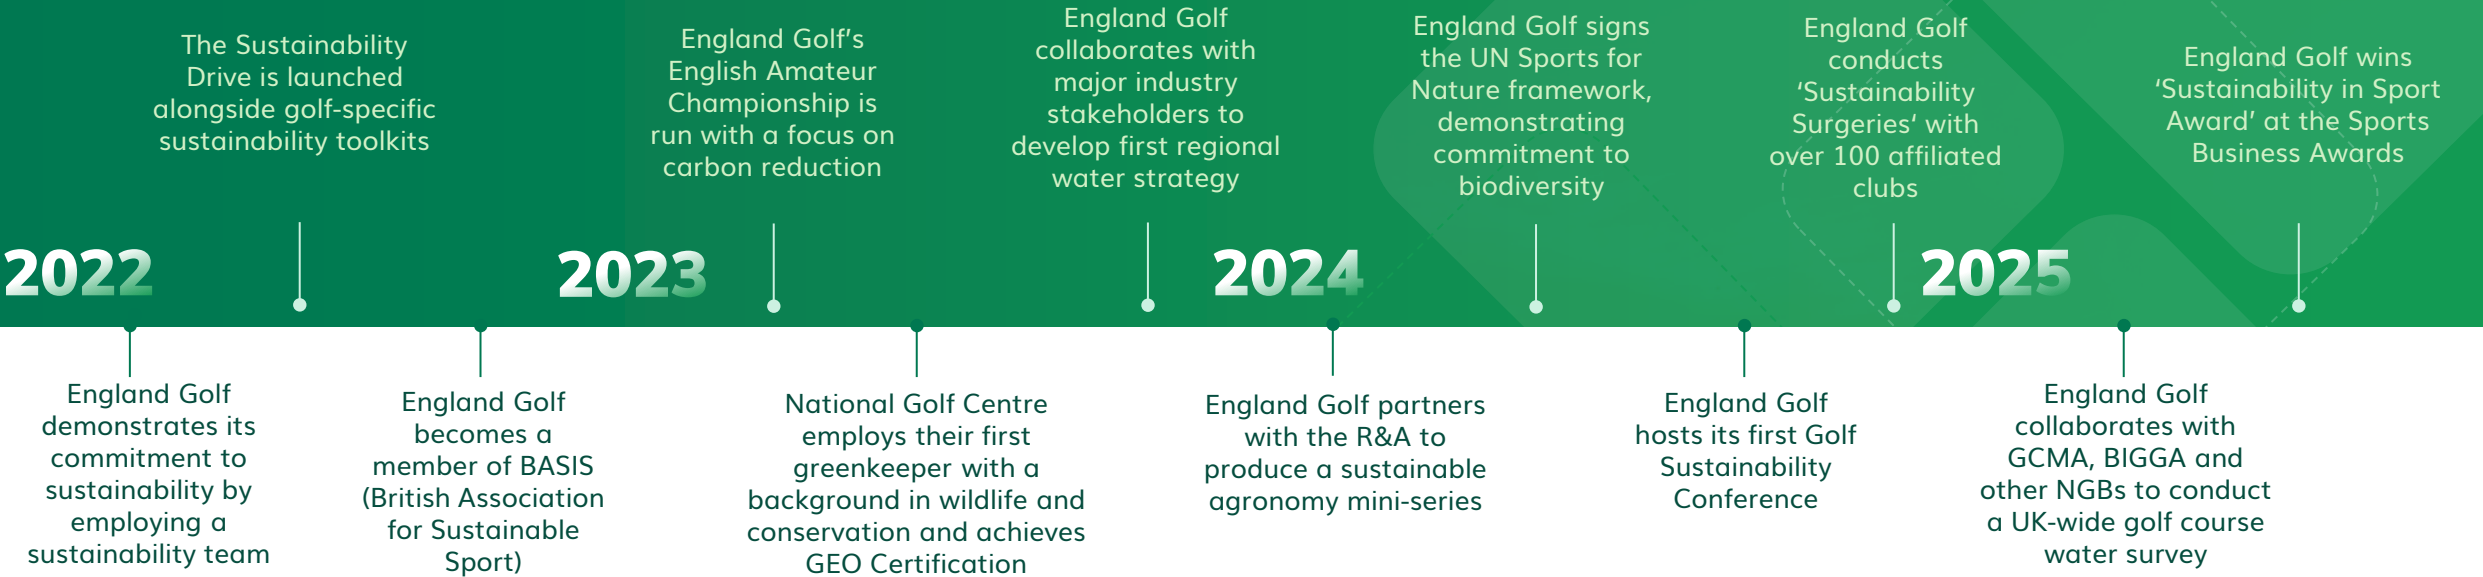 2022
England Golf
demonstrates its
commitment to
sustainability by
employing a
sustainability team
The Sustainability
Drive is launched
alongside golf-specific
sustainability toolkits
England Golf
becomes a
member of BASIS
(British Association
for Sustainable
Sport)
2023
England Golf's
English Amateur
Championship is
run with a focus on
carbon reduction
National Golf Centre
employs their first
greenkeeper with a
background in wildlife and
conservation and achieves
GEO Certification
England Golf
collaborates with
major industry
stakeholders to
develop first regional
water strategy
2024
England Golf partners
with the R&A to
produce a sustainable
agronomy mini-series
England Golf signs
the UN Sports for
Nature framework,
demonstrating
commitment to
biodiversity
England Golf
hosts its first Golf
Sustainability
Conference
England Golf
conducts
‘Sustainability
Surgeries‘ with
over 100 affiliated
clubs
2025
England Golf
collaborates with
GCMA, BIGGA and
other NGBs to conduct
a UK-wide golf course
water survey
England Golf wins
‘Sustainability in Sport
Award’ at the Sports
Business Awards